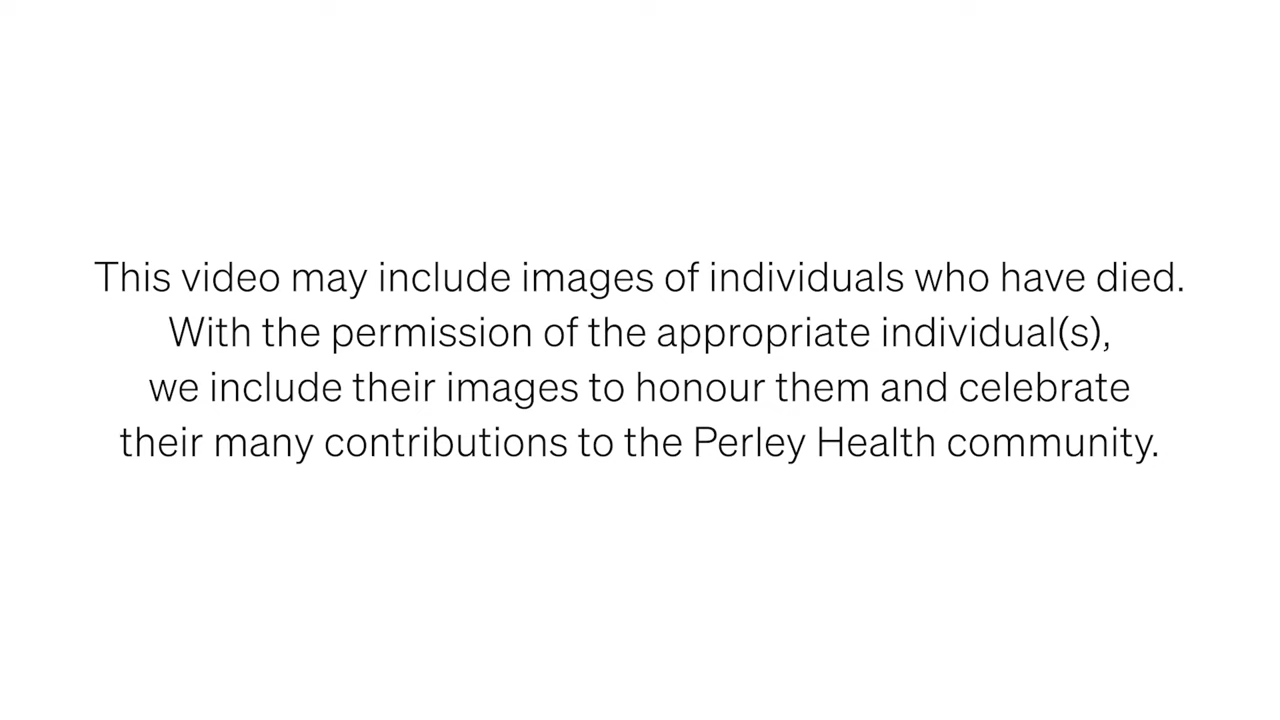 This video may include images of individuals who have died.
With the permission of the appropriate individual(s),
we include their images to honour them and celebrate
their many contributions to the Perley Health community.